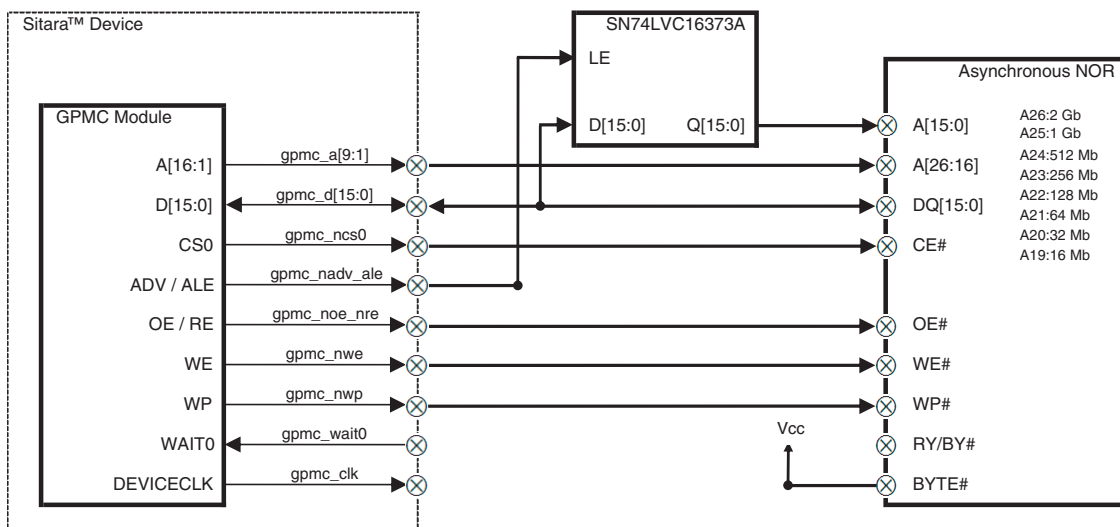 Sitara™ Device
SN74LVC16373A
LE
Asynchronous NOR
GPMC Module
D[15:0] Q[15:0]
A[15:0]
A26:2 Gb
A25:1 Gb
A24:512 Mb
A23:256 Mb
A22:128 Mb
A21:64 Mb
A20:32 Mb
A19:16 Mb
A[16:1] gpmc_a[9:1] A[26:16]
D[15:0] gpmc_d[15:0] DQ[15:0]
CS0 gpmc_ncs0 CE#
ADV / ALE gpmc_nadv_ale
OE / RE gpmc_noe_nre OE#
WE gpmc_nwe WE#
WP gpmc_nwp WP#
Vcc
WAIT0 gpmc_wait0 RY/BY#
DEVICECLK gpmc_clk BYTE#